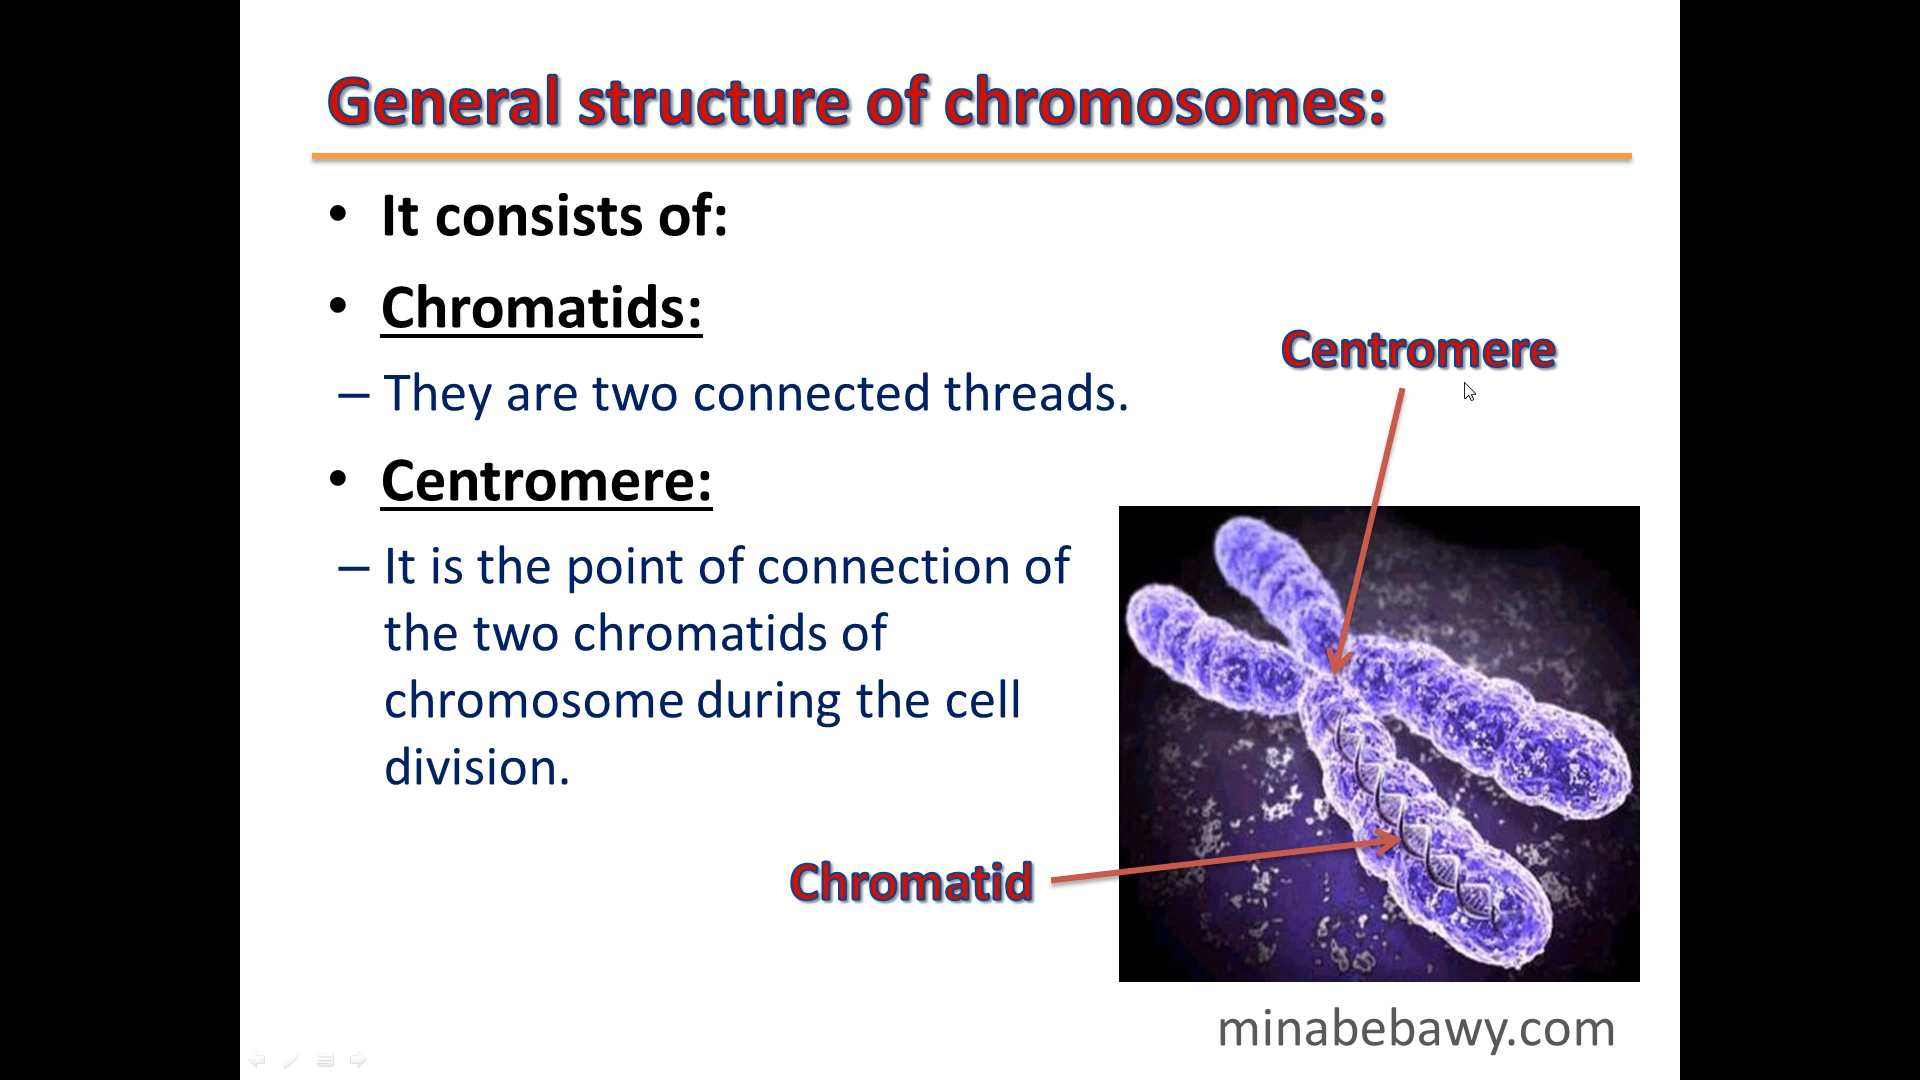 General structure of chromosomes:
• It consists of:
• Chromatids:
– They are two connected threads.
• Centromere:
– It is the point of connection of
the two chromatids of
chromosome during the cell
division.
Centromere
Chromatid
minabebawy.com